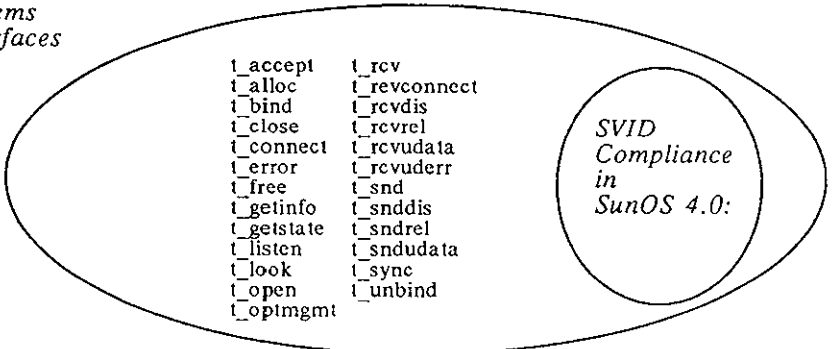 ems
faces
t_accept t_rcv
t_alloc t_revconnect
t_bind t_rcvdis
t_close t_rcvrel
t_connect t_rcvudata
t_error t_rcvuderr
t_free t_snd
t_getinfo t_snddis
t_getstate t_sndrel
t_listen t_sndudata
t_look t_sync
t_open t_unbind
t_optmgmt
SVID
Compliance
in
SunOS 4.0: